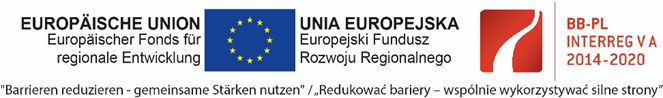 EUROPÄISCHE UNION
Europäischer Fonds für
regionale Entwicklung
UNIA EUROPEJSKA
Europejski Fundusz
Rozwoju Regionalnego
BB-PL
INTERREG V A
2014-2020
"Barrieren reduzieren - gemeinsame Stärken nutzen" / „Redukować bariery – wspólnie wykorzystywać silne strony”